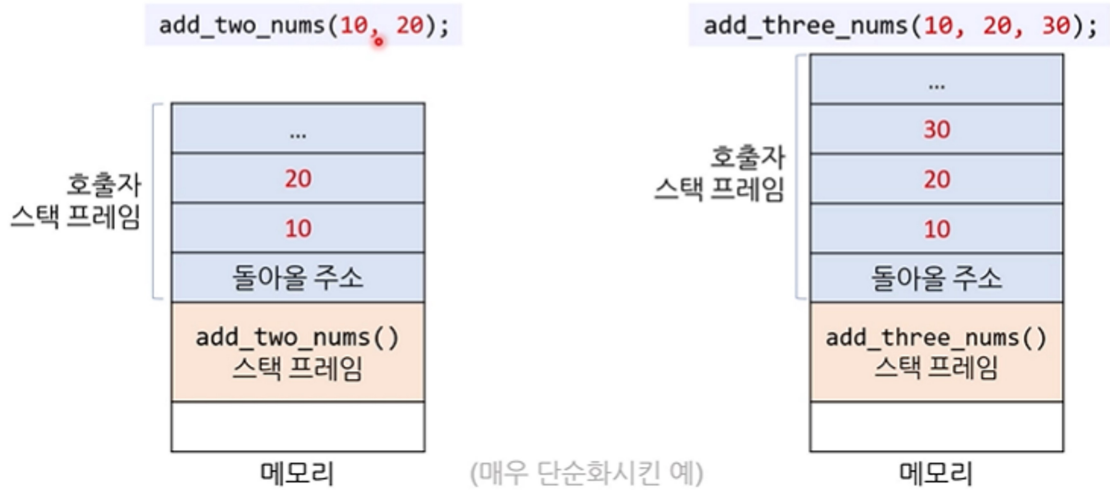 add_two_nums(10, 20);
...
20
10
돌아올 주소
호출자
스택 프레임
add_two_nums()
스택 프레임
메모리
add_three_nums(10, 20, 30);
...
30
20
10
돌아올 주소
호출자
스택 프레임
add_three_nums()
스택 프레임
메모리
(매우 단순화시킨 예)